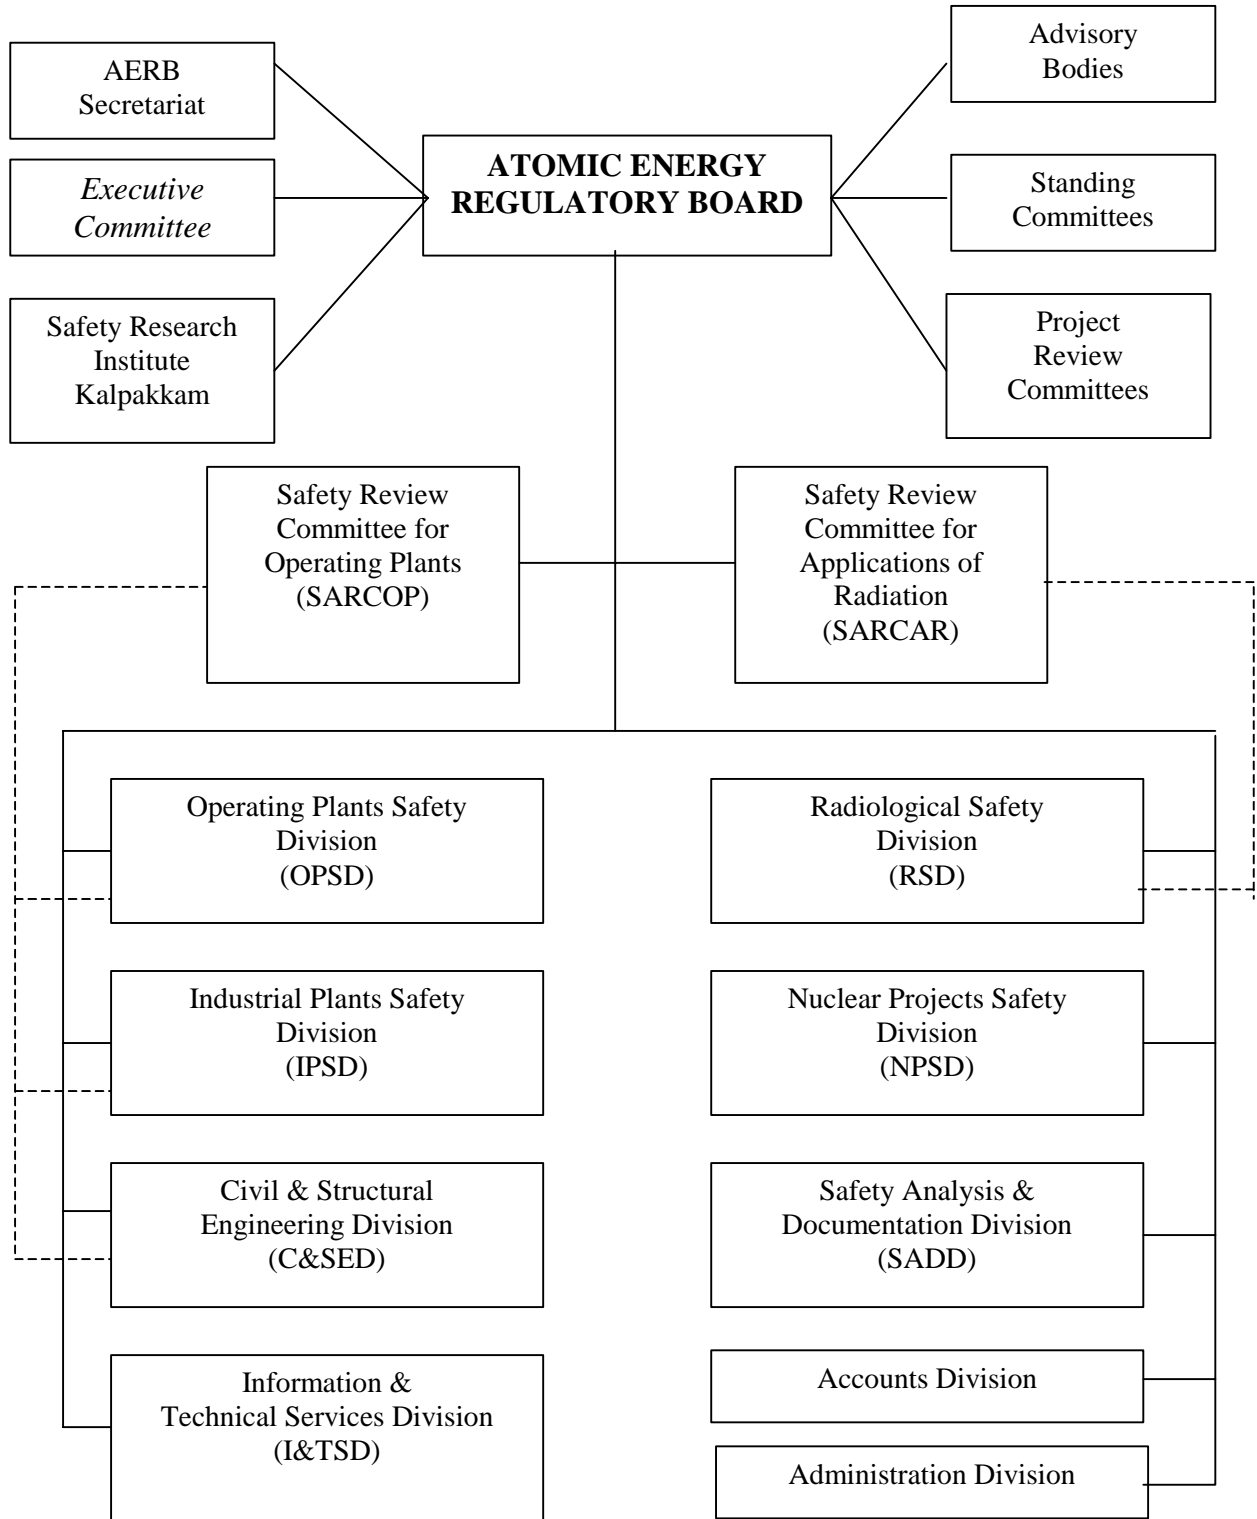 AERB
Secretariat
Executive
Committee
Safety Research
Institute
Kalpakkam
ATOMIC ENERGY
REGULATORY BOARD
Advisory
Bodies
Standing
Committees
Project
Review
Committees
Safety Review
Committee for
Operating Plants
(SARCOP)
Safety Review
Committee for
Applications of
Radiation
(SARCAR)
Operating Plants Safety
Division
(OPSD)
Radiological Safety
Division
(RSD)
Industrial Plants Safety
Division
(IPSD)
Nuclear Projects Safety
Division
(NPSD)
Civil & Structural
Engineering Division
(C&SED)
Safety Analysis &
Documentation Division
(SADD)
Information &
Technical Services Division
(I&TSD)
Accounts Division
Administration Division